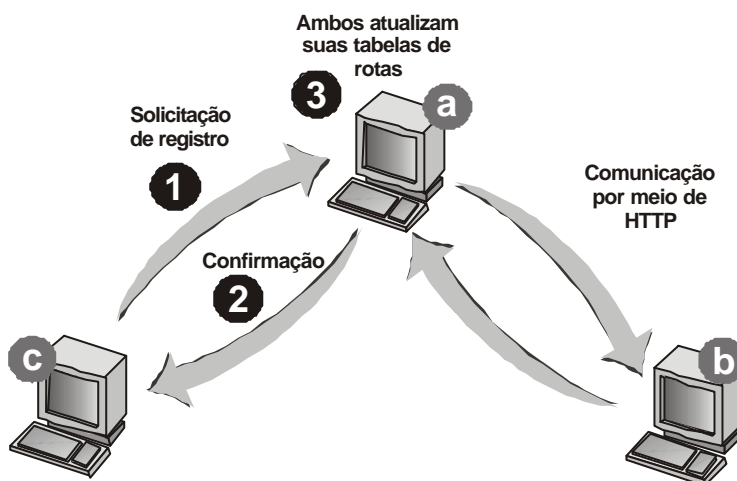 Ambos atualizam
suas tabelas de
rotas
3
a
Solicitação
de registro
1
Comunicação
por meio de
HTTP
Confirmação
2
c
b